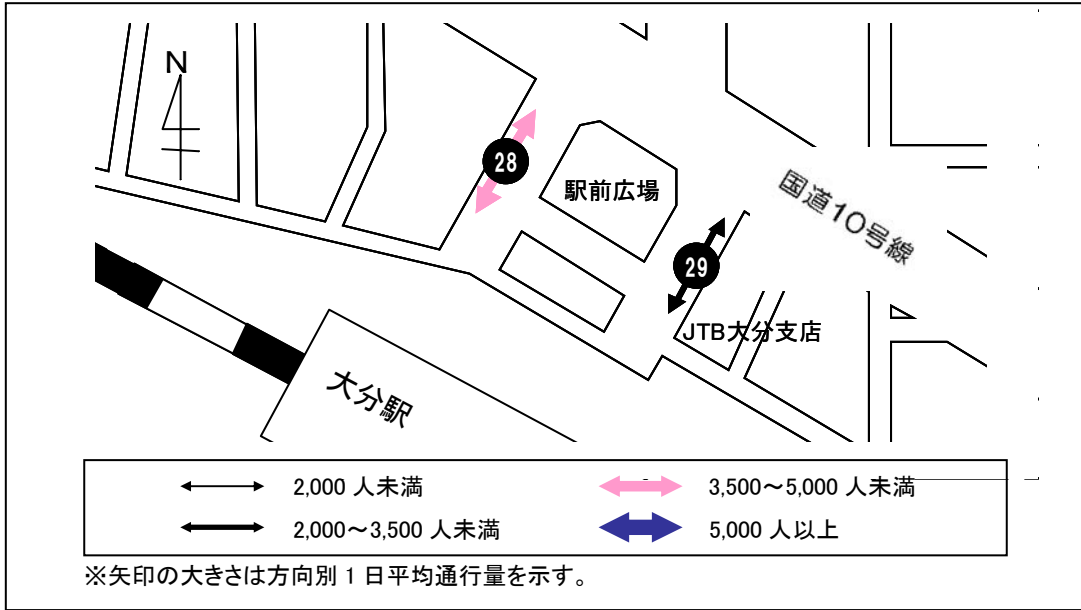 N
28
駅前広場
国道10号線
29
JTB大分支店
大分駅
2,000 人未満
3,500～5,000 人未満
2,000～3,500 人未満
5,000 人以上
※矢印の大きさは方向別 1 日平均通行量を示す。